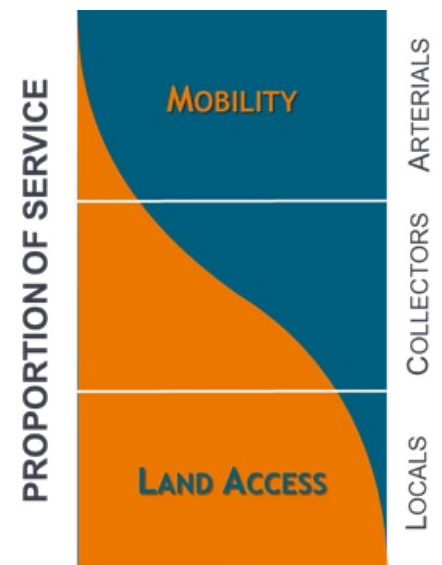 PROPORTION OF SERVICE
MOBILITY
ARTERIALS
COLLECTORS
LAND ACCESS
LOCALS